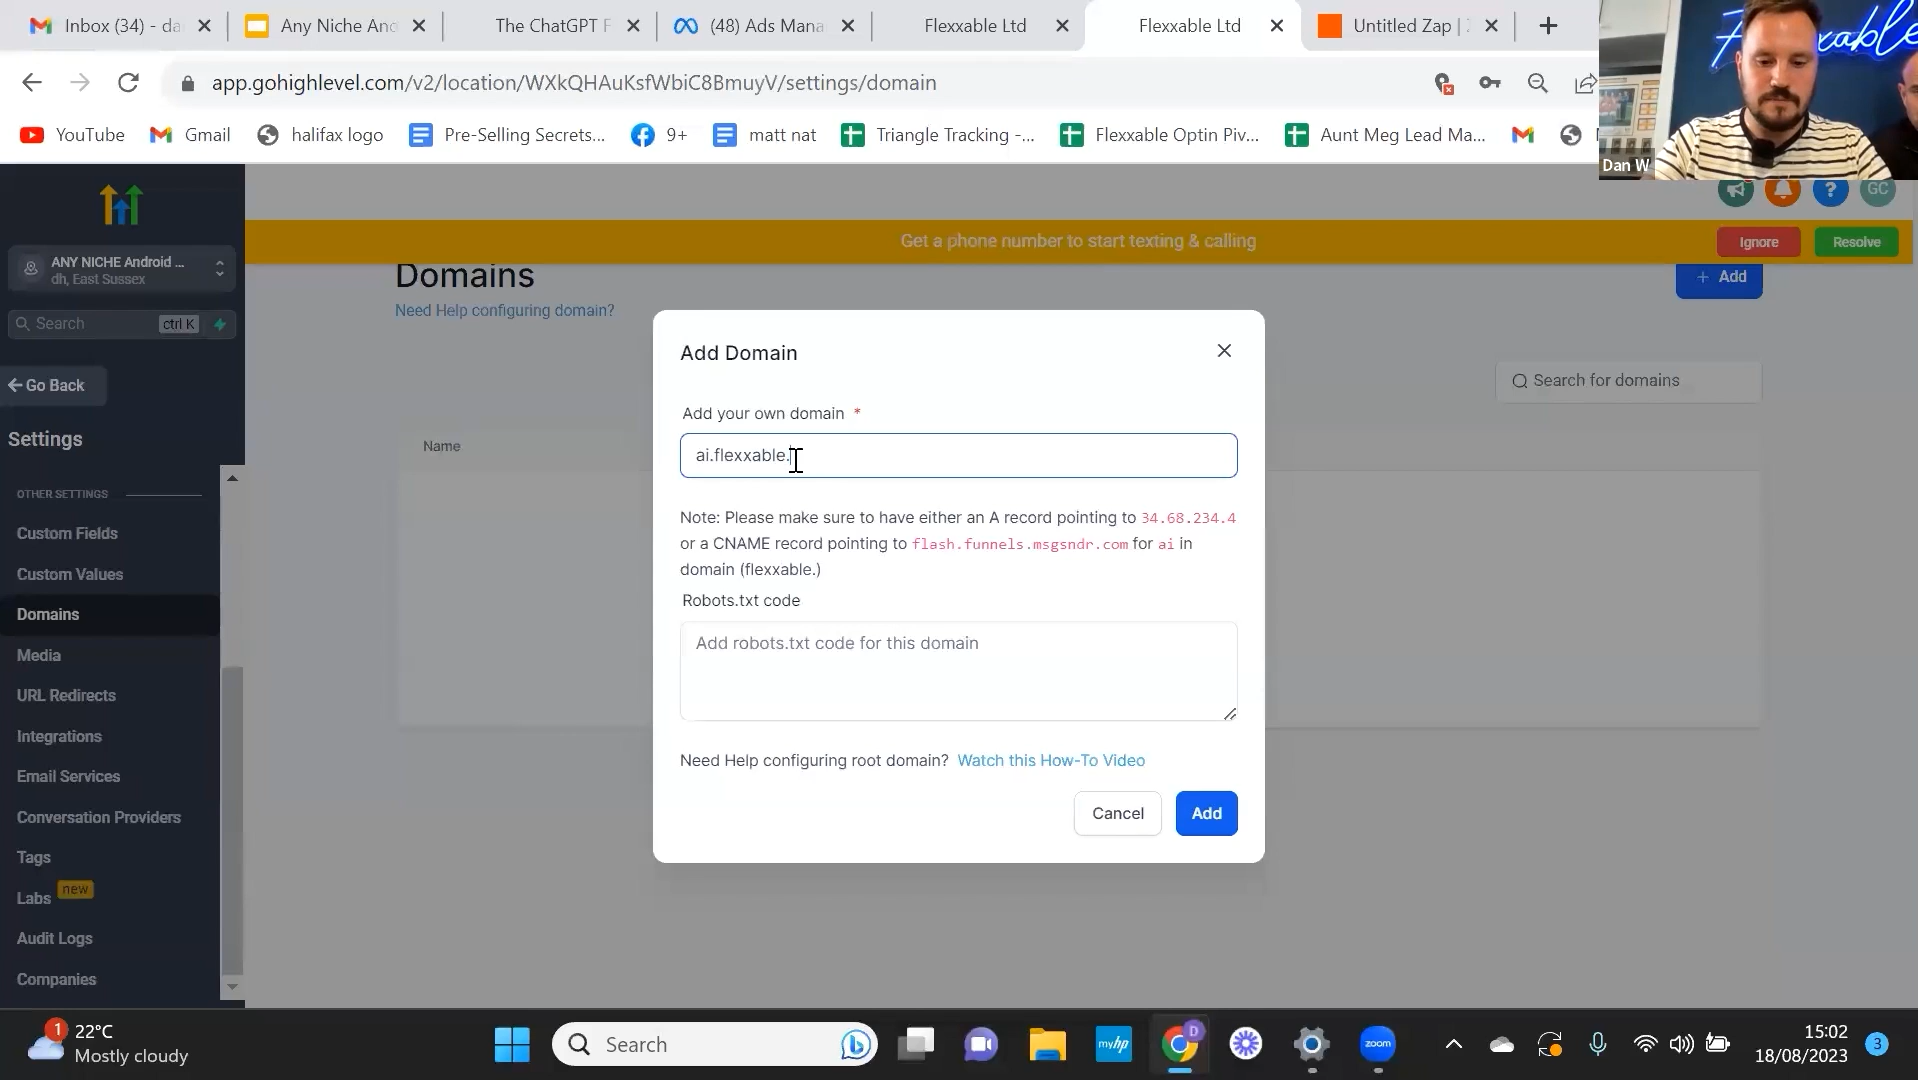 Inbox (34) - da
Any Niche And
The ChatGPT F
(48) Ads Mana
Flexxable Ltd
Flexxable Ltd
Untitled Zap |
app.gohighlevel.com/v2/location/WXkQHAuKsfWbiC8BmuyV/settings/domain
YouTube
Gmail
halifax logo
Pre-Selling Secrets...
9+
matt nat
Triangle Tracking -...
Flexxable Optin Piv...
Aunt Meg Lead Ma...
Flexxable
Dan W
GC
Get a phone number to start texting & calling
Ignore
Resolve
ANY NICHE Android ...
dh, East Sussex
Search
ctrl K
Go Back
Settings
OTHER SETTINGS
Custom Fields
Custom Values
Domains
Media
URL Redirects
Integrations
Email Services
Conversation Providers
Tags
Labs new
Audit Logs
Companies
Domains
Need Help configuring domain?
+ Add
Search for domains
Name
Add Domain
Add your own domain *
ai.flexxable.
Note: Please make sure to have either an A record pointing to 34.68.234.4
or a CNAME record pointing to flash.funnels.msgsndr.com for ai in
domain (flexxable.)
Robots.txt code
Add robots.txt code for this domain
Need Help configuring root domain? Watch this How-To Video
Cancel
Add
1
22°C
Mostly cloudy
Search
myhp
D
zoom
15:02
18/08/2023
3